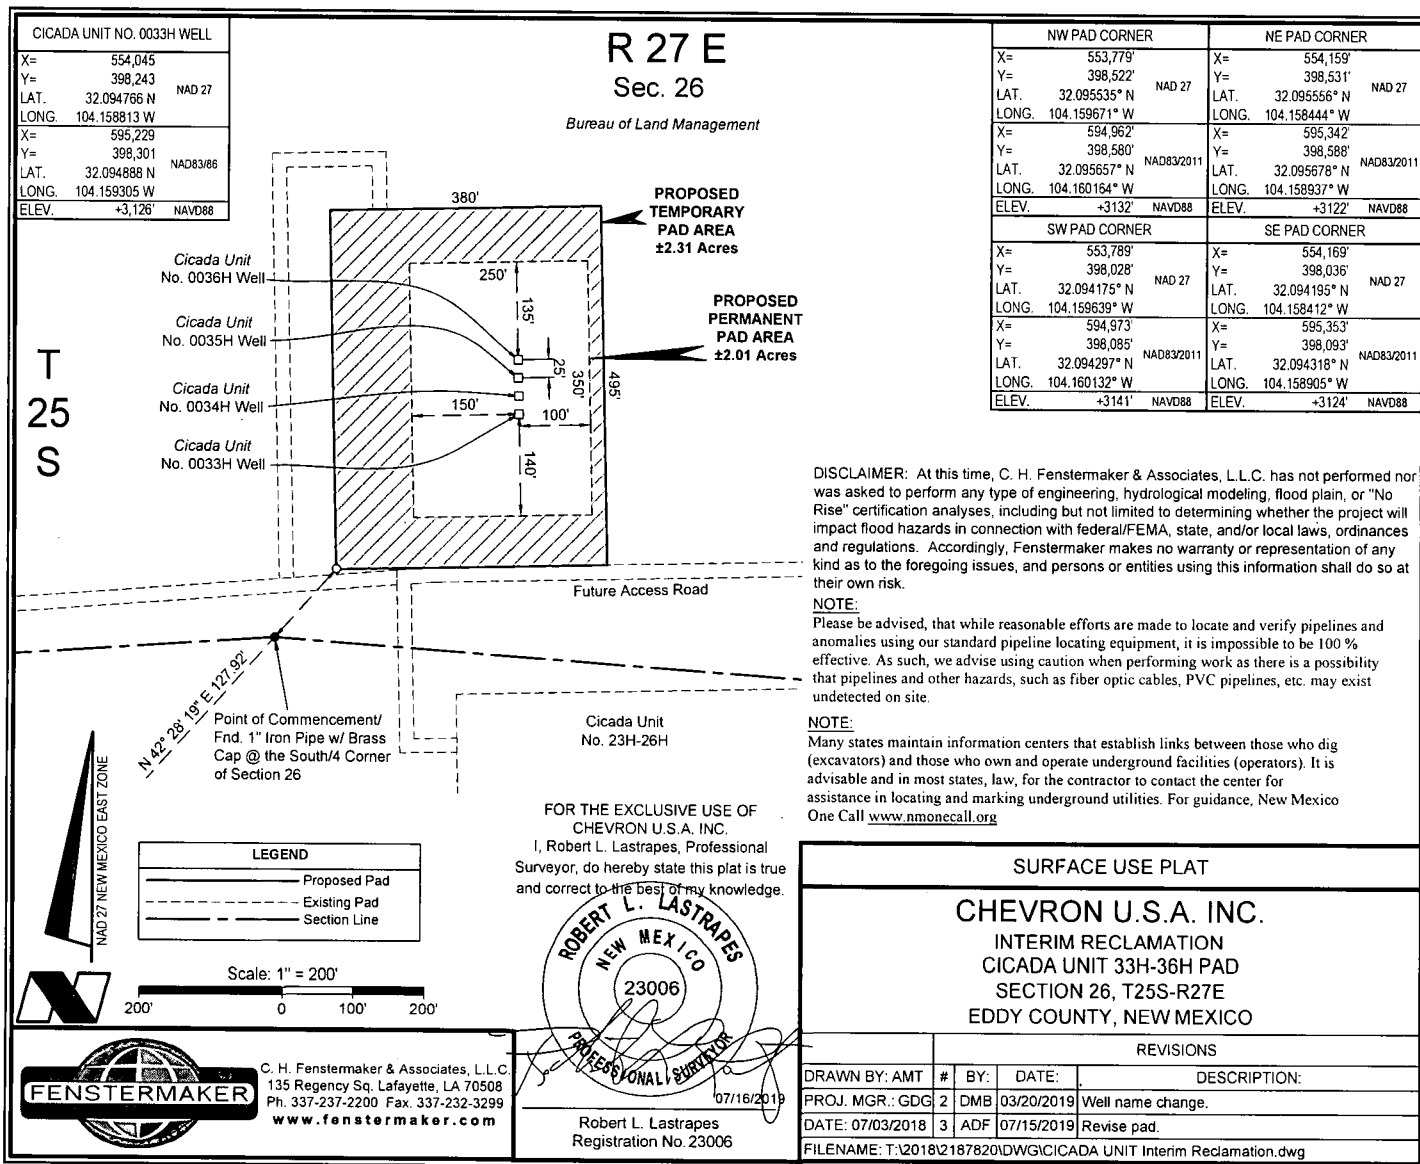 CICADA UNIT NO. 0033H WELL
X= 554,045
Y= 398,243
NAD 27
LAT. 32.094766 N
LONG. 104.158813 W
X= 595,229
Y= 398,301
NAD83/86
LAT. 32.094888 N
LONG. 104.159305 W
ELEV. +3,126' NAVD88
R 27 E
Sec. 26
Bureau of Land Management
NW PAD CORNER
X= 553,779'
Y= 398,522'
NAD 27
LAT. 32.095535° N
LONG. 104.159671° W
X= 594,962'
Y= 398,580'
NAD83/2011
LAT. 32.095657° N
LONG. 104.160164° W
ELEV. +3132' NAVD88
NE PAD CORNER
X= 554,159'
Y= 398,531'
NAD 27
LAT. 32.095556° N
LONG. 104.158444° W
X= 595,342'
Y= 398,588'
NAD83/2011
LAT. 32.095678° N
LONG. 104.158937° W
ELEV. +3122' NAVD88
SW PAD CORNER
X= 553,789'
Y= 398,028'
NAD 27
LAT. 32.094175° N
LONG. 104.159639° W
X= 594,973'
Y= 398,085'
NAD83/2011
LAT. 32.094297° N
LONG. 104.160132° W
ELEV. +3141' NAVD88
SE PAD CORNER
X= 554,169'
Y= 398,036'
NAD 27
LAT. 32.094195° N
LONG. 104.158412° W
X= 595,353'
Y= 398,093'
NAD83/2011
LAT. 32.094318° N
LONG. 104.158905° W
ELEV. +3124' NAVD88
T
25
S
380'
PROPOSED
TEMPORARY
PAD AREA
±2.31 Acres
PROPOSED
PERMANENT
PAD AREA
±2.01 Acres
Cicada Unit
No. 0036H Well
Cicada Unit
No. 0035H Well
Cicada Unit
No. 0034H Well
Cicada Unit
No. 0033H Well
250'
135'
25'
350'
495'
150'
100'
140'
Future Access Road
N 42° 28' 19" E 127.92'
Point of Commencement/
Fnd. 1" Iron Pipe w/ Brass
Cap @ the South/4 Corner
of Section 26
Cicada Unit
No. 23H-26H
DISCLAIMER: At this time, C. H. Fenstermaker & Associates, L.L.C. has not performed nor
was asked to perform any type of engineering, hydrological modeling, flood plain, or "No
Rise" certification analyses, including but not limited to determining whether the project will
impact flood hazards in connection with federal/FEMA, state, and/or local laws, ordinances
and regulations. Accordingly, Fenstermaker makes no warranty or representation of any
kind as to the foregoing issues, and persons or entities using this information shall do so at
their own risk.
NOTE:
Please be advised, that while reasonable efforts are made to locate and verify pipelines and
anomalies using our standard pipeline locating equipment, it is impossible to be 100 %
effective. As such, we advise using caution when performing work as there is a possibility
that pipelines and other hazards, such as fiber optic cables, PVC pipelines, etc. may exist
undetected on site.
NOTE:
Many states maintain information centers that establish links between those who dig
(excavators) and those who own and operate underground facilities (operators). It is
advisable and in most states, law, for the contractor to contact the center for
assistance in locating and marking underground utilities. For guidance, New Mexico
One Call www.nmonecall.org
NAD 27 NEW MEXICO EAST ZONE
LEGEND
Proposed Pad
Existing Pad
Section Line
Scale: 1" = 200'
200' 0 100' 200'
FOR THE EXCLUSIVE USE OF
CHEVRON U.S.A. INC.
I, Robert L. Lastrapes, Professional
Surveyor, do hereby state this plat is true
and correct to the best of my knowledge.
ROBERT L. LASTRAPES
NEW MEXICO
23006
PROFESSIONAL SURVEYOR
07/16/2019
Robert L. Lastrapes
Registration No. 23006
FENSTERMAKER
C. H. Fenstermaker & Associates, L.L.C.
135 Regency Sq. Lafayette, LA 70508
Ph. 337-237-2200 Fax. 337-232-3299
www.fenstermaker.com
SURFACE USE PLAT
CHEVRON U.S.A. INC.
INTERIM RECLAMATION
CICADA UNIT 33H-36H PAD
SECTION 26, T25S-R27E
EDDY COUNTY, NEW MEXICO
REVISIONS
DRAWN BY: AMT # BY: DATE: DESCRIPTION:
PROJ. MGR.: GDG 2 DMB 03/20/2019 Well name change.
DATE: 07/03/2018 3 ADF 07/15/2019 Revise pad.
FILENAME: T:\2018\2187820\DWG\CICADA UNIT Interim Reclamation.dwg